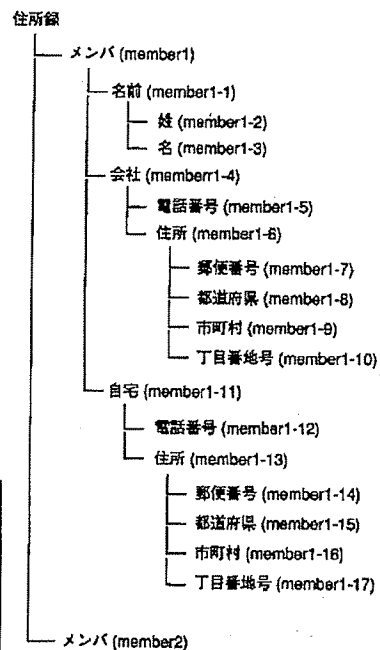 住所録
メンバ (member1)
名前 (member1-1)
姓 (member1-2)
名 (member1-3)
会社 (memberr1-4)
電話番号 (member1-5)
住所 (member1-6)
郵便番号 (member1-7)
都道府県 (member1-8)
市町村 (member1-9)
丁目番地号 (member1-10)
自宅 (member1-11)
電話番号 (member1-12)
住所 (member1-13)
郵便番号 (member1-14)
都道府県 (member1-15)
市町村 (member1-16)
丁目番地号 (member1-17)
メンバ (member2)